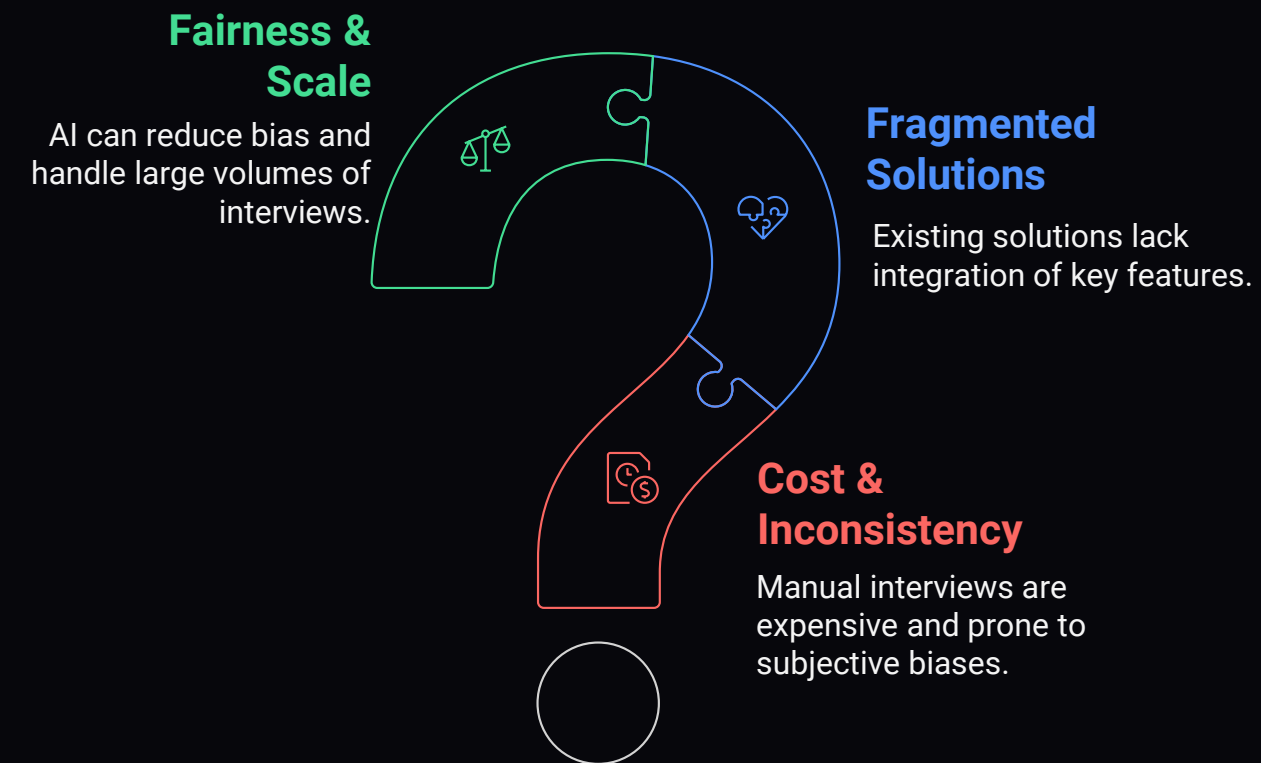 Fairness &
Scale
AI can reduce bias and
handle large volumes of
interviews.
Fragmented
Solutions
Existing solutions lack
integration of key features.
$
Cost &
Inconsistency
Manual interviews are
expensive and prone to
subjective biases.